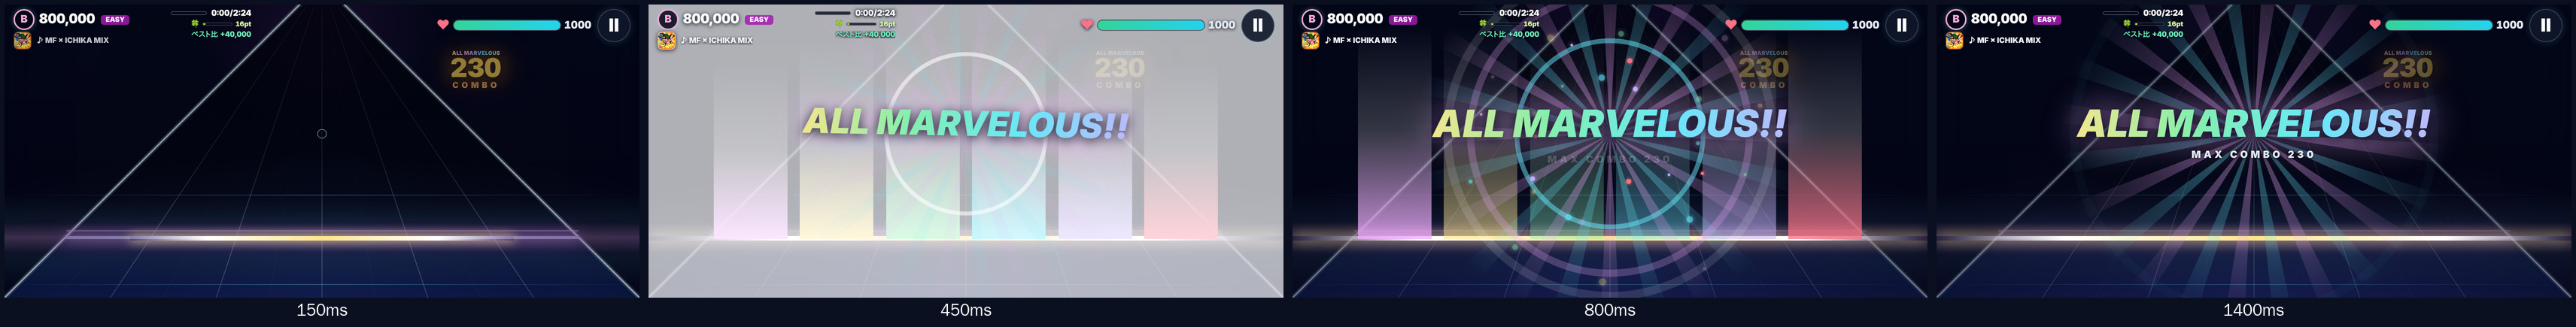 B 800,000 EASY
0:00/2:24
16pt
ベスト比 +40,000
♪ MF × ICHIKA MIX
1000
ALL MARVELOUS
230
COMBO
150ms
B 800,000 EASY
0:00/2:24
16pt
ベスト比 +40,000
♪ MF × ICHIKA MIX
1000
ALL MARVELOUS
230
COMBO
ALL MARVELOUS!!
450ms
B 800,000 EASY
0:00/2:24
16pt
ベスト比 +40,000
♪ MF × ICHIKA MIX
1000
ALL MARVELOUS
230
COMBO
ALL MARVELOUS!!
MAX COMBO 230
800ms
B 800,000 EASY
0:00/2:24
16pt
ベスト比 +40,000
♪ MF × ICHIKA MIX
1000
ALL MARVELOUS
230
COMBO
ALL MARVELOUS!!
MAX COMBO 230
1400ms